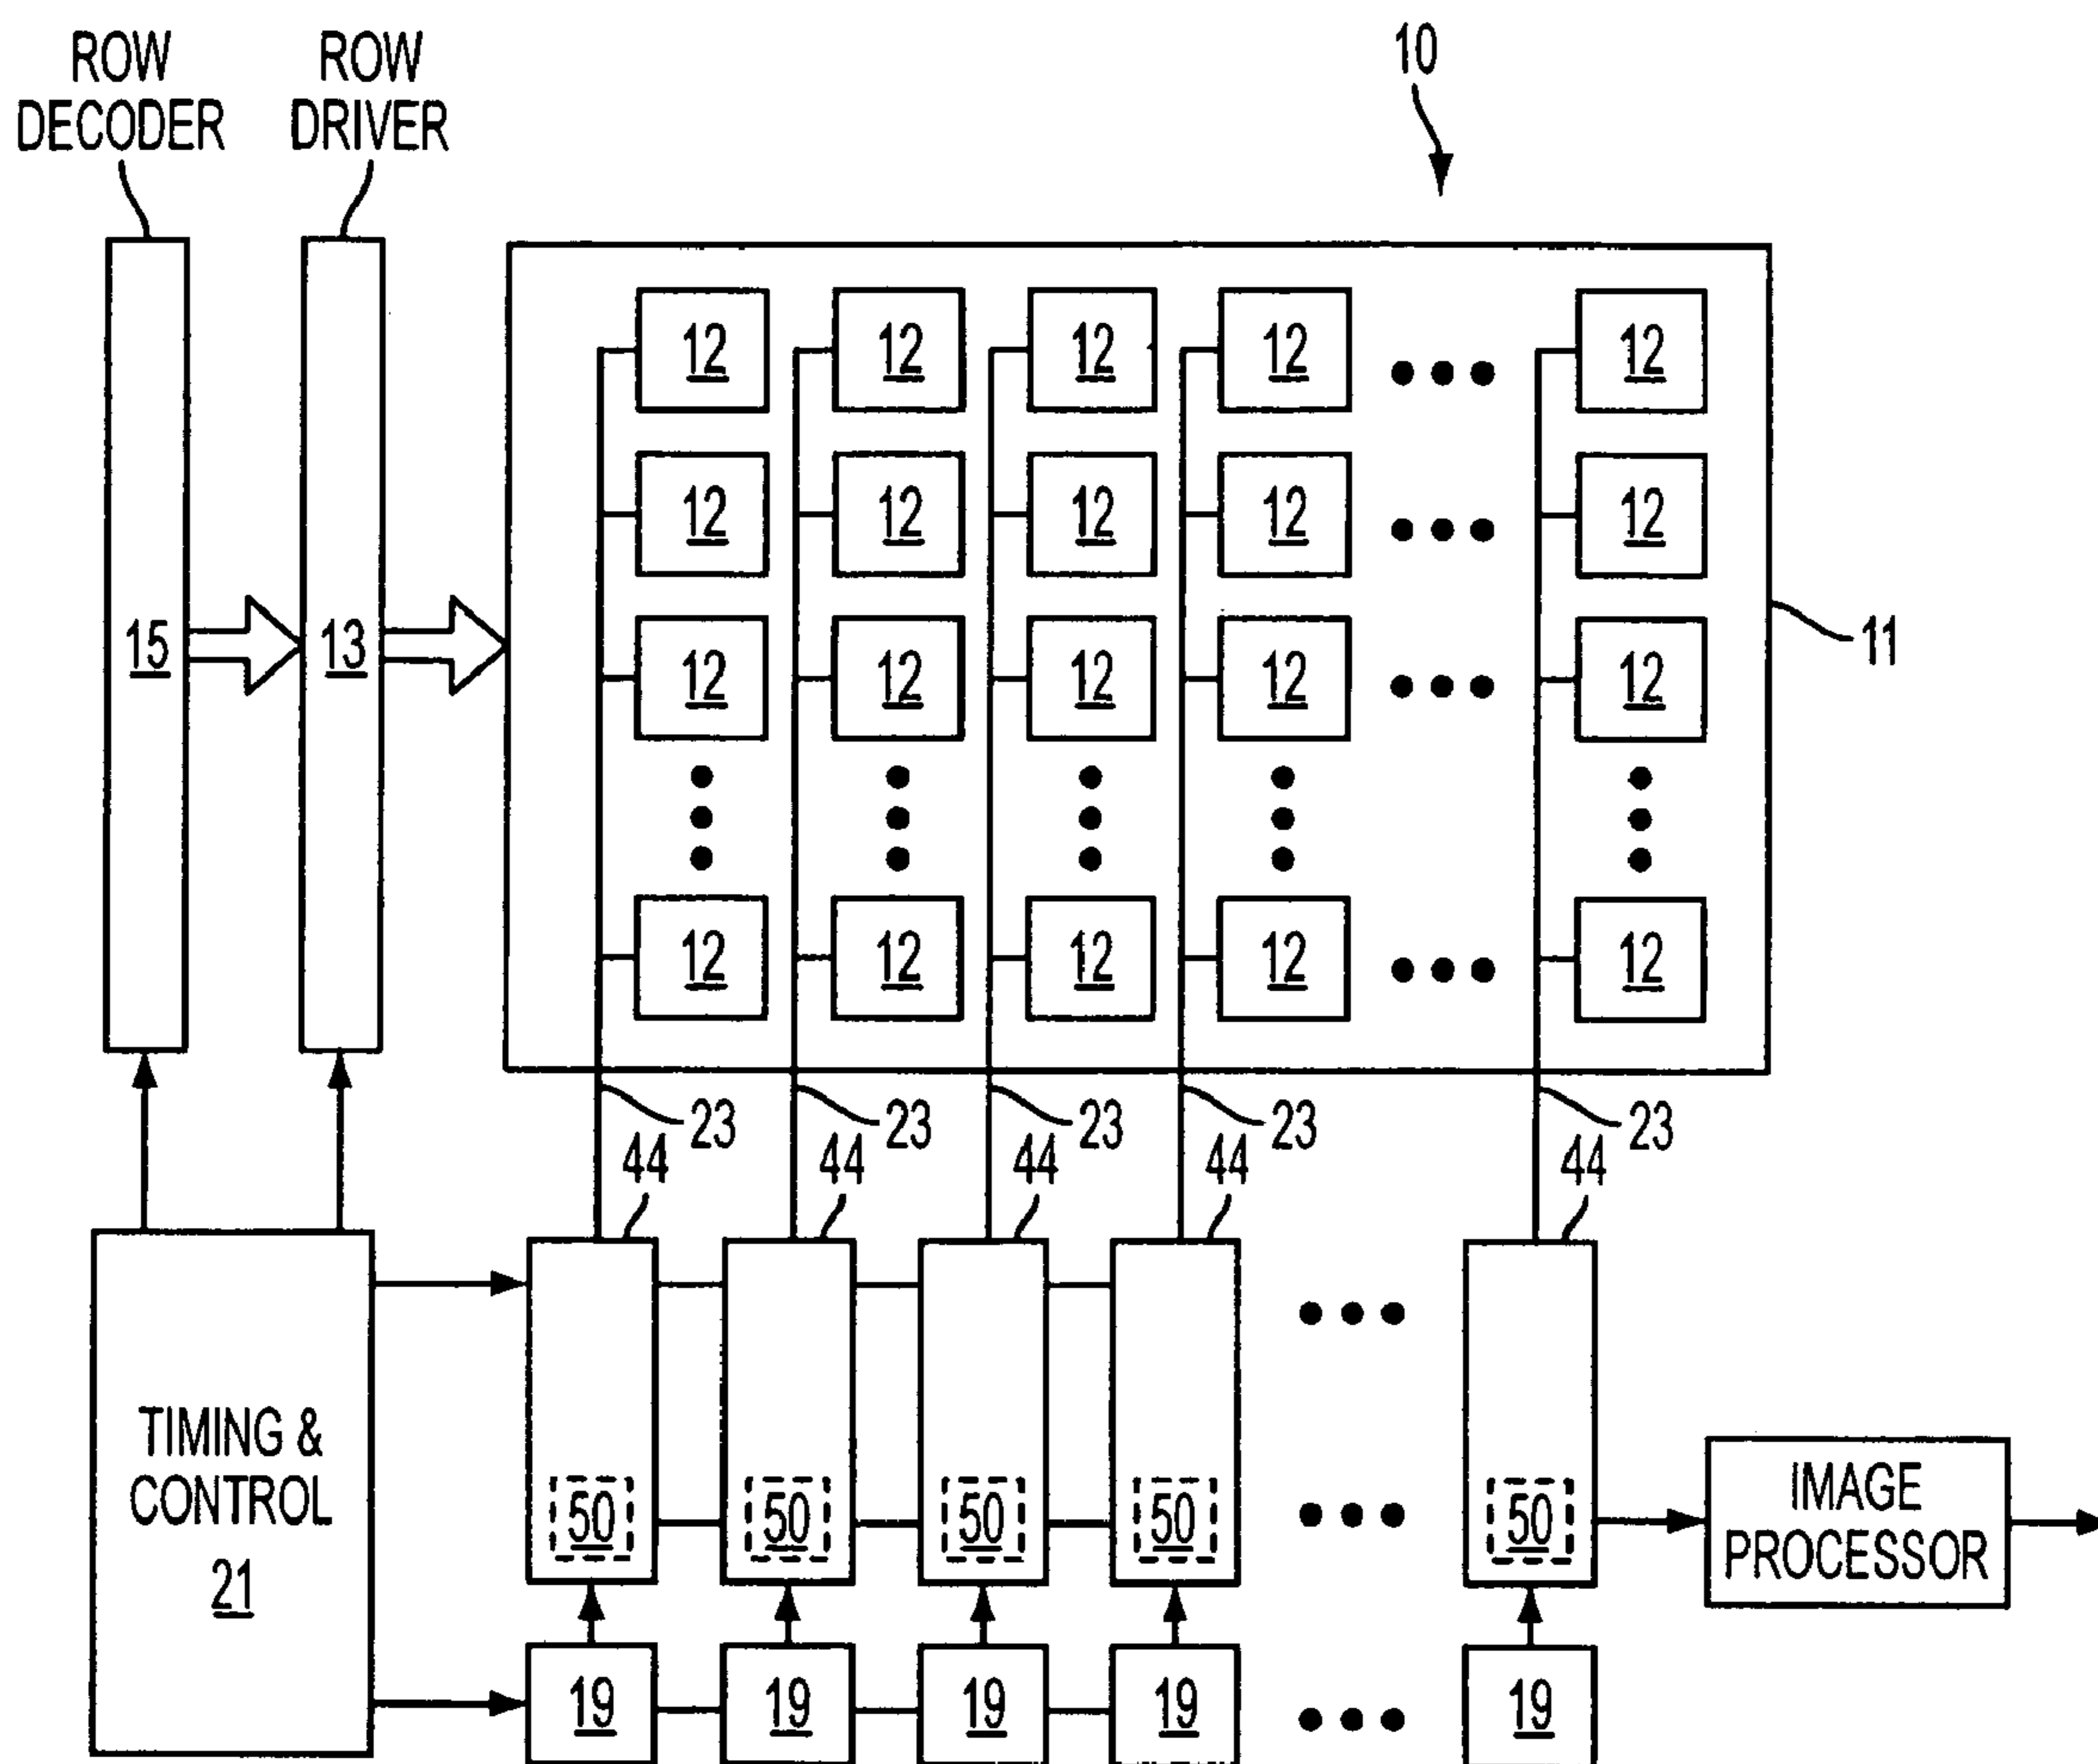 ROW
DECODER
ROW
DRIVER
10
12 12 12 12 12
12 12 12 12 12
11
15
13
12 12 12 12 12
12 12 12 12 12
23 23 23 23 23
44 44 44 44 44
TIMING &
CONTROL
21
50 50 50 50 50
IMAGE
PROCESSOR
19 19 19 19 19